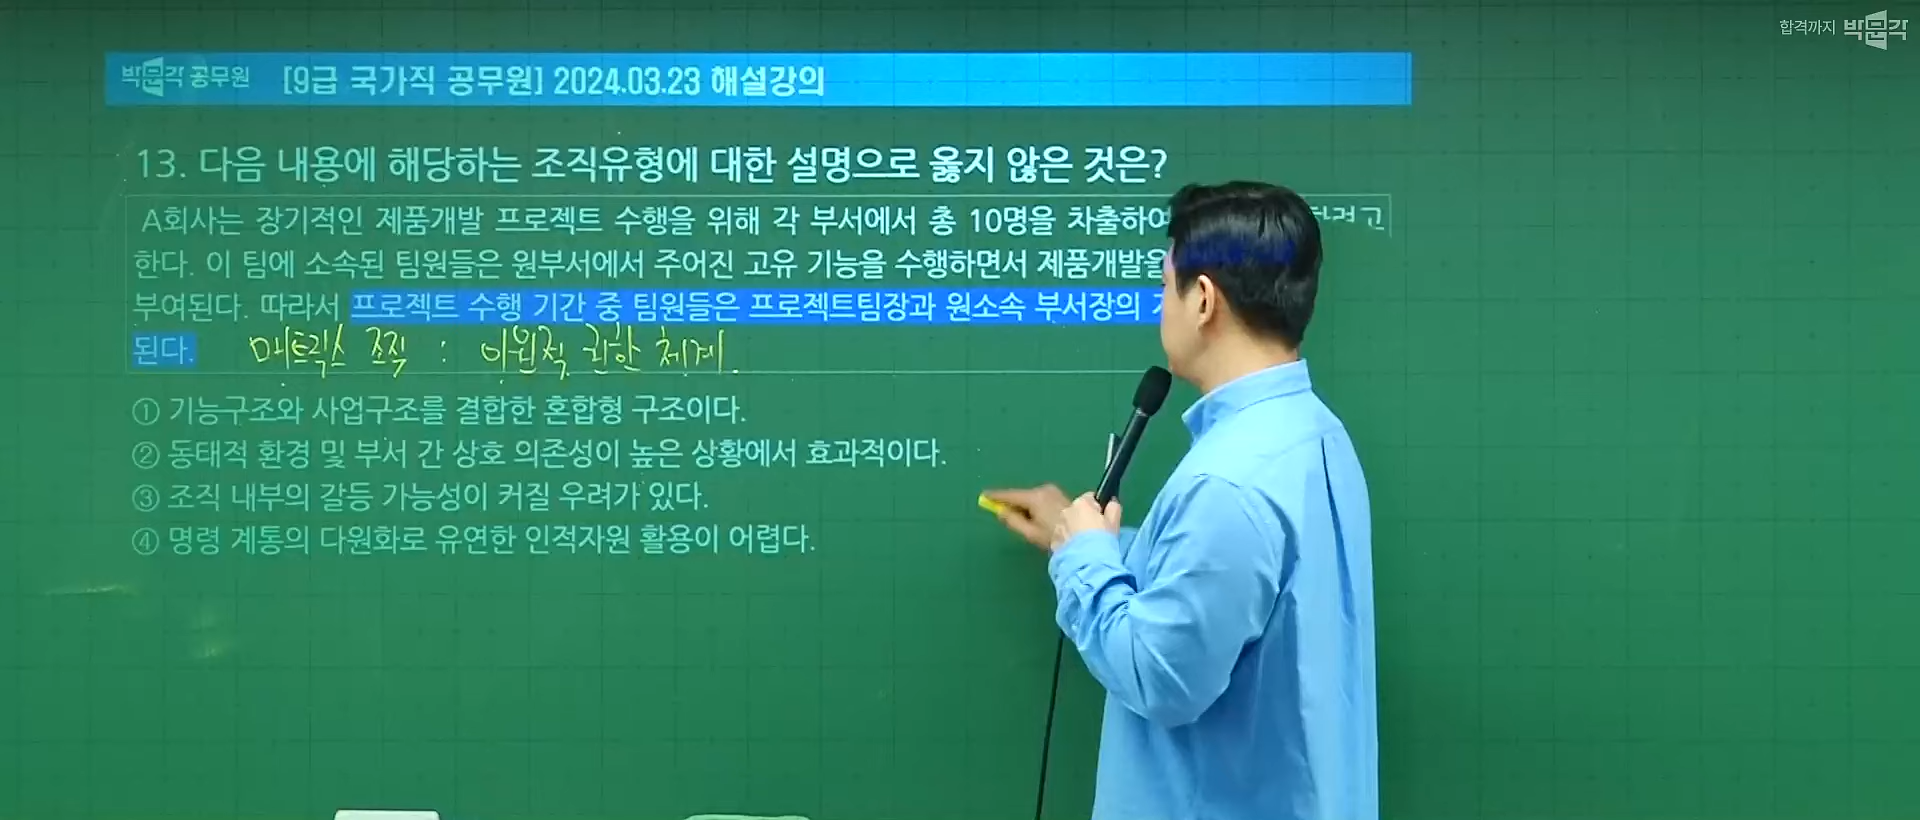 합격까지 박문각
박문각 공무원 [9급 국가직 공무원] 2024.03.23 해설강의
13. 다음 내용에 해당하는 조직유형에 대한 설명으로 옳지 않은 것은?
A회사는 장기적인 제품개발 프로젝트 수행을 위해 각 부서에서 총 10명을 차출하여 하려고
한다. 이 팀에 소속된 팀원들은 원부서에서 주어진 고유 기능을 수행하면서 제품개발을
부여된다. 따라서 프로젝트 수행 기간 중 팀원들은 프로젝트팀장과 원소속 부서장의
된다. 매트릭스 조직 : 이원적 권한 체계.
① 기능구조와 사업구조를 결합한 혼합형 구조이다.
② 동태적 환경 및 부서 간 상호 의존성이 높은 상황에서 효과적이다.
③ 조직 내부의 갈등 가능성이 커질 우려가 있다.
④ 명령 계통의 다원화로 유연한 인적자원 활용이 어렵다.